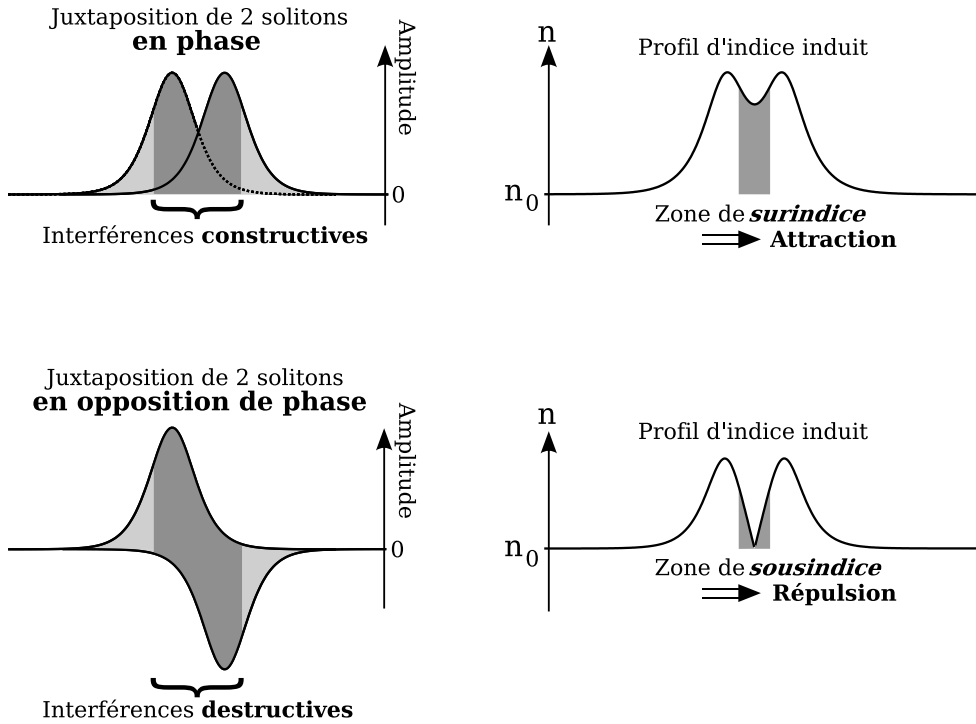 Juxtaposition de 2 solitons
en phase
Amplitude
0
Interférences constructives
n
Profil d'indice induit
n0
Zone de surindice
Attraction
Juxtaposition de 2 solitons
en opposition de phase
Amplitude
0
Interférences destructives
n
Profil d'indice induit
n0
Zone de sousindice
Répulsion